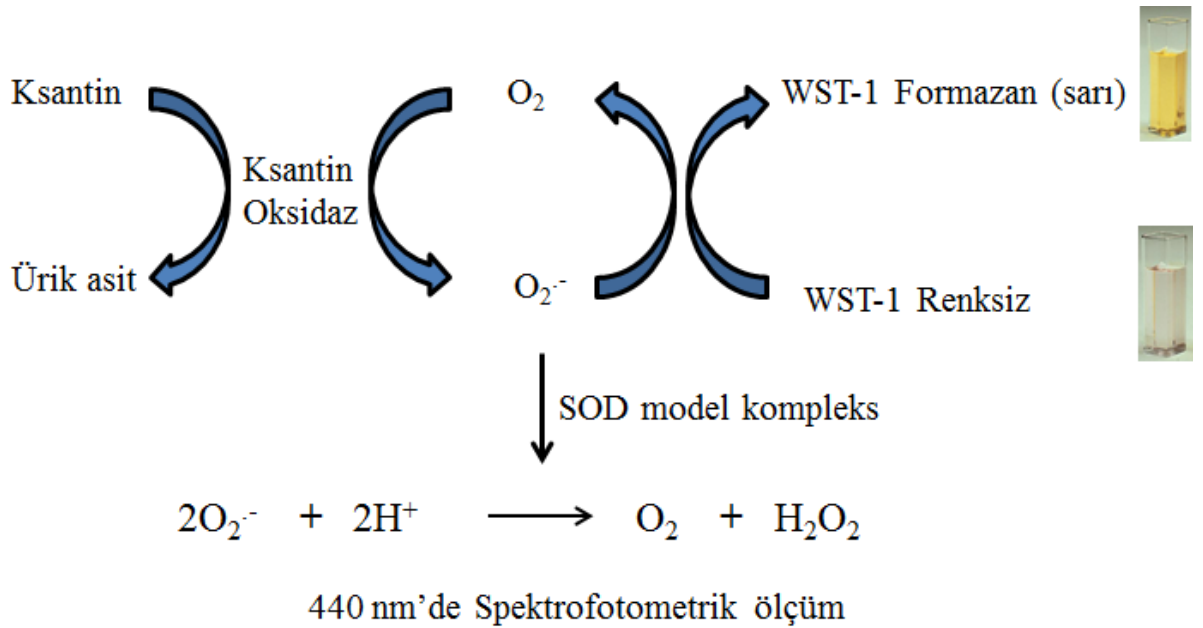 Ksantin
O₂
WST-1 Formazan (sarı)
Ksantin
Oksidaz
Ürik asit
O₂·⁻
WST-1 Renksiz
SOD model kompleks
2O₂·⁻ + 2H⁺ → O₂ + H₂O₂
440 nm’de Spektrofotometrik ölçüm